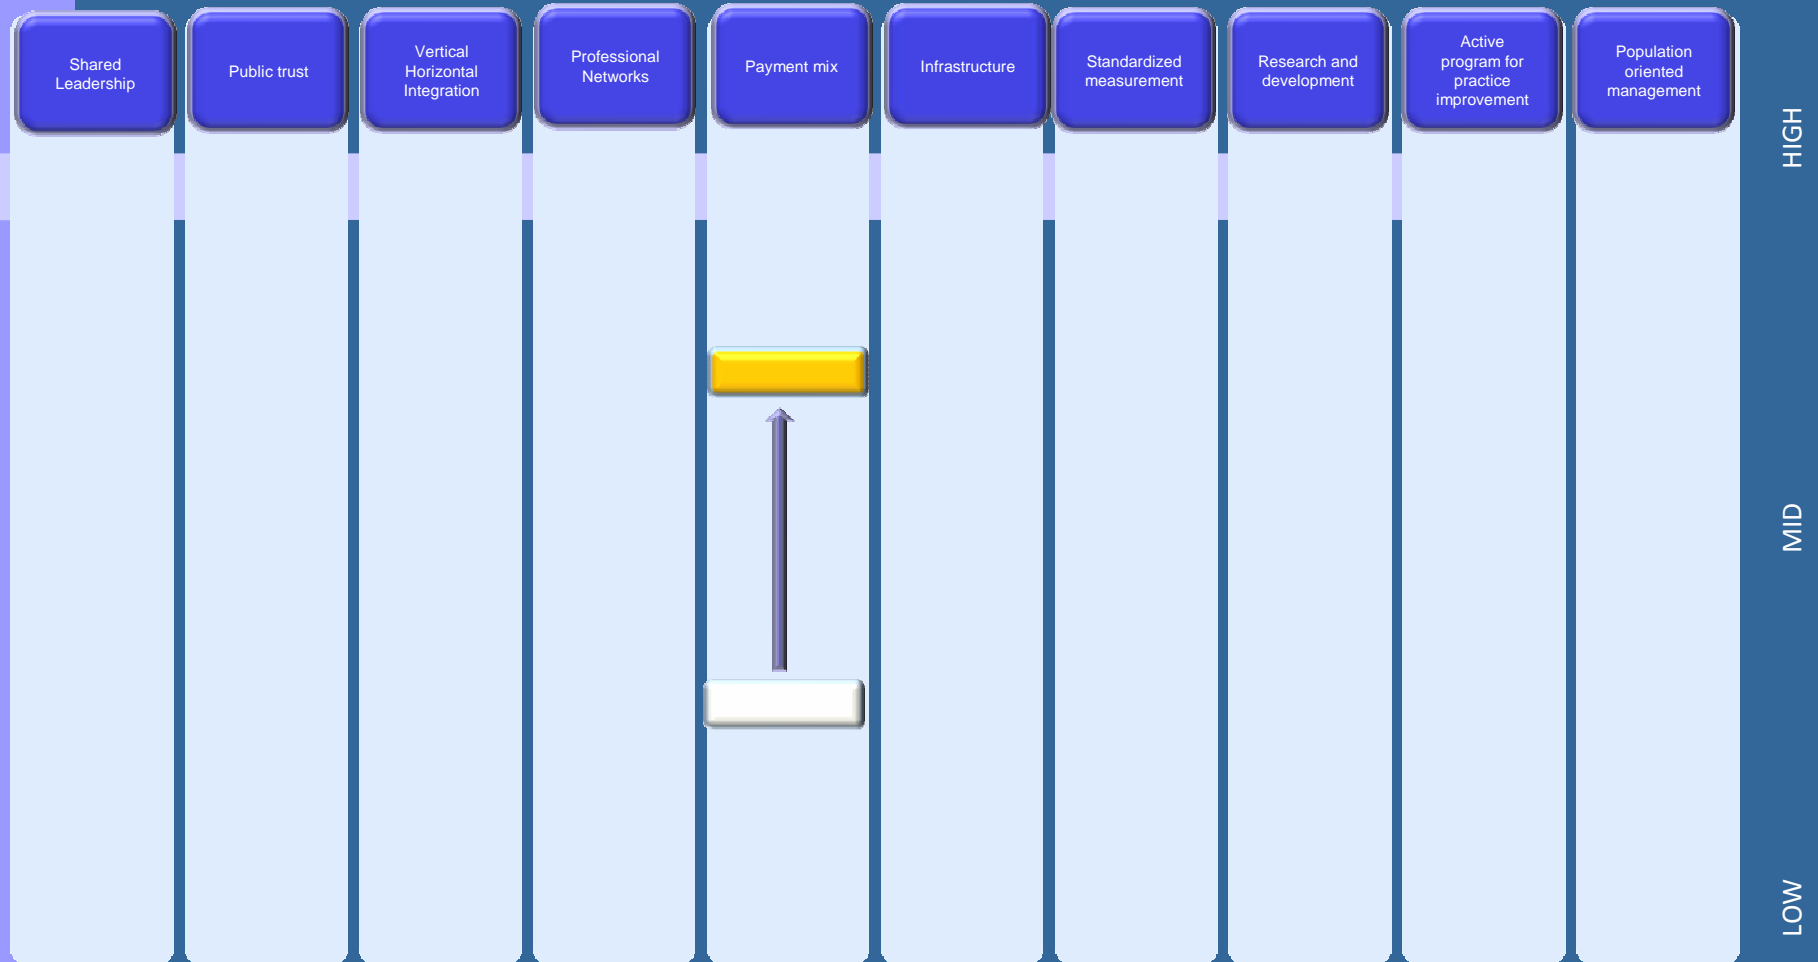 Shared
Leadership
Public trust
Vertical
Horizontal
Integration
Professional
Networks
Payment mix
Infrastructure
Standardized
measurement
Research and
development
Active
program for
practice
improvement
Population
oriented
management
HIGH
MID
LOW